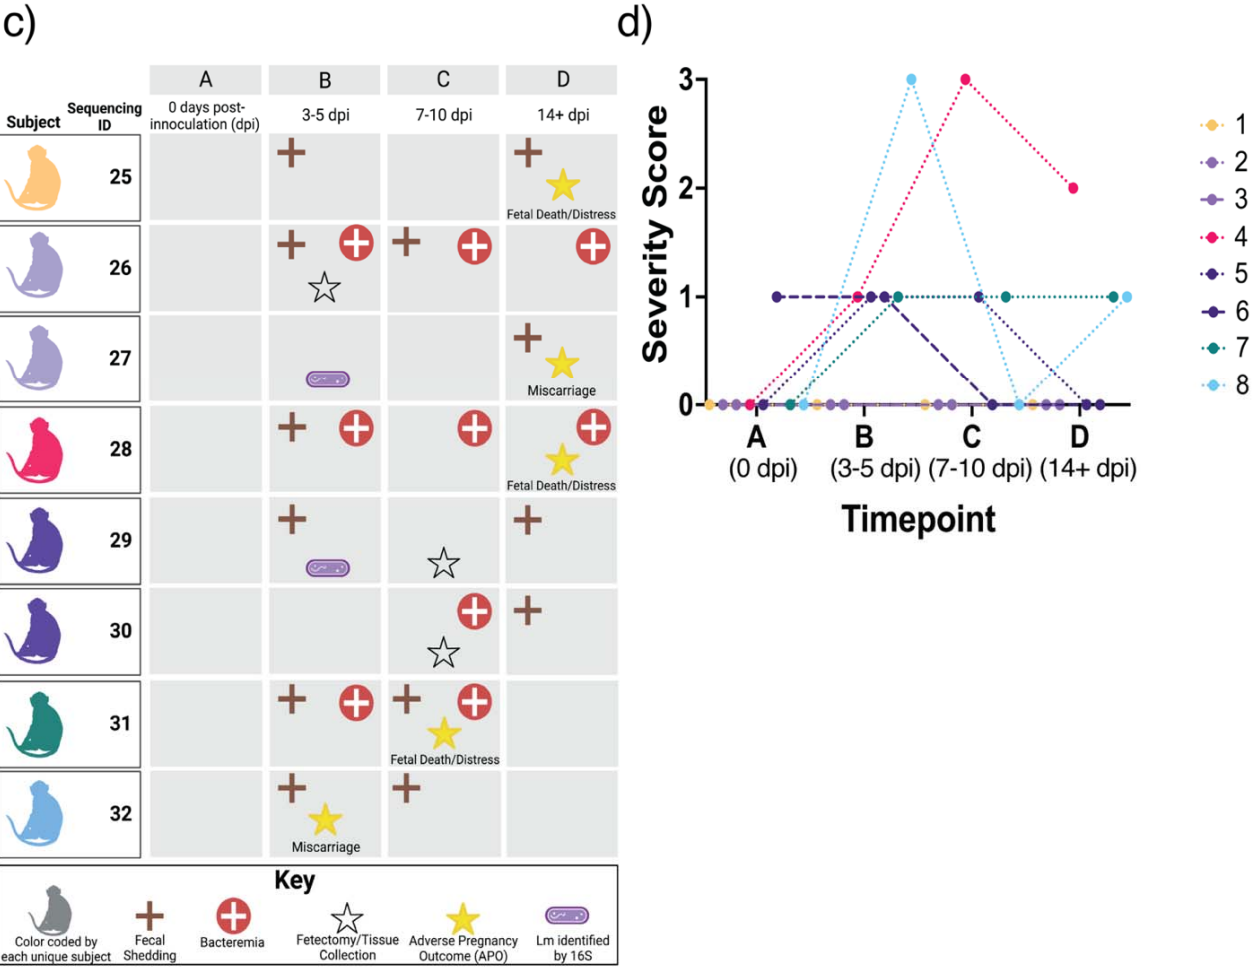 c)
A B C D
Subject Sequencing ID
0 days post-
innoculation (dpi)
3-5 dpi
7-10 dpi
14+ dpi
25
Fetal Death/Distress
26
27
Miscarriage
28
Fetal Death/Distress
29
30
31
Fetal Death/Distress
32
Miscarriage
Key
Color coded by
each unique subject
Fecal
Shedding
Bacteremia
Fetectomy/Tissue
Collection
Adverse Pregnancy
Outcome (APO)
Lm identified
by 16S
d)
Severity Score
3
2
1
0
A B C D
(0 dpi) (3-5 dpi) (7-10 dpi) (14+ dpi)
Timepoint
1
2
3
4
5
6
7
8